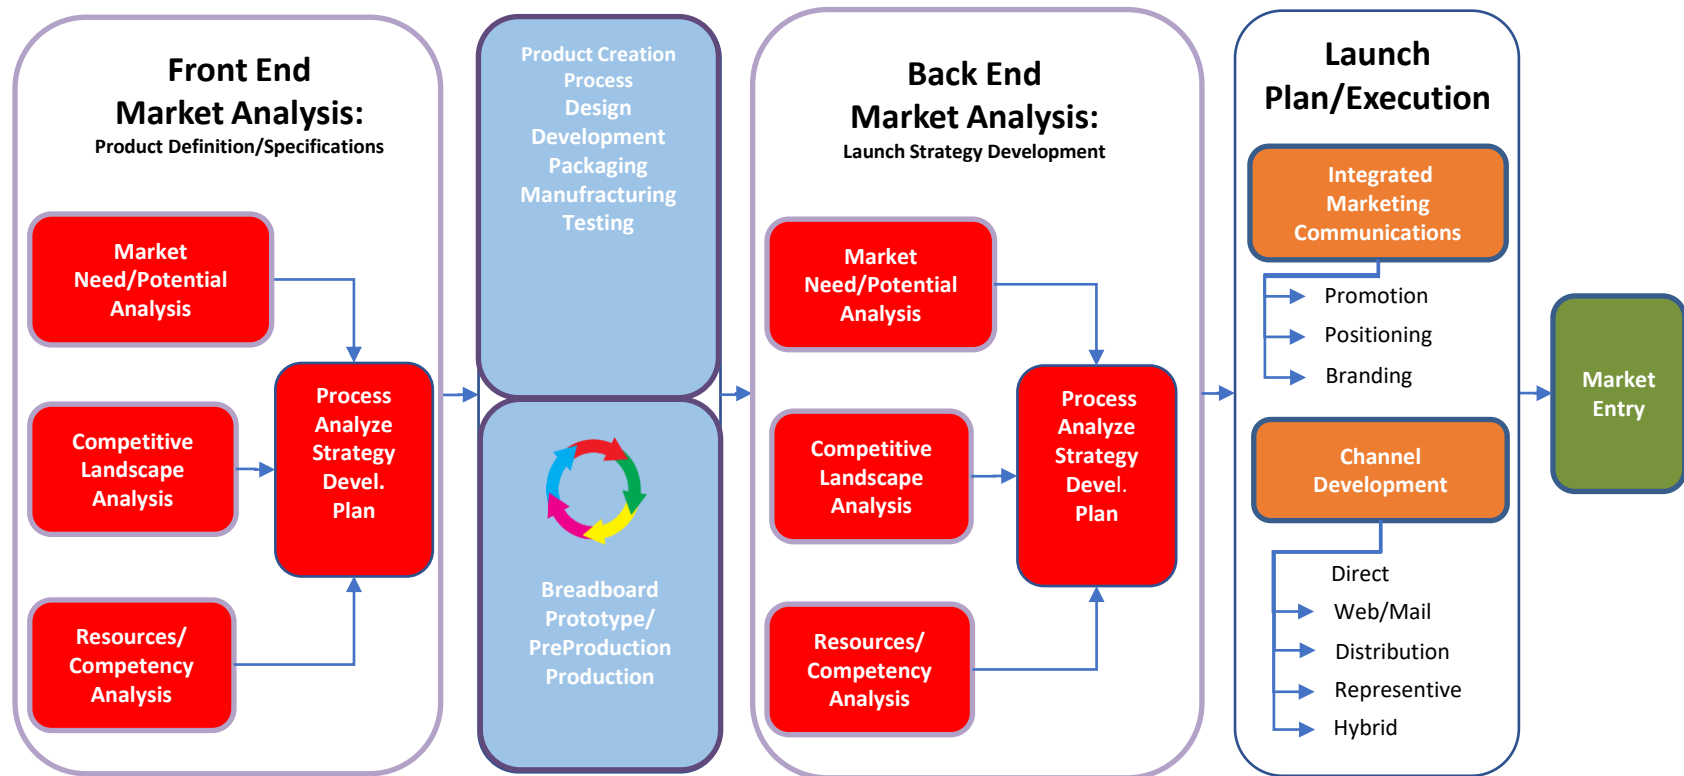 Front End
Market Analysis:
Product Definition/Specifications
Market
Need/Potential
Analysis
Competitive
Landscape
Analysis
Resources/
Competency
Analysis
Process
Analyze
Strategy
Devel.
Plan
Product Creation
Process
Design
Development
Packaging
Manufracturing
Testing
Breadboard
Prototype/
PreProduction
Production
Back End
Market Analysis:
Launch Strategy Development
Market
Need/Potential
Analysis
Competitive
Landscape
Analysis
Resources/
Competency
Analysis
Process
Analyze
Strategy
Devel.
Plan
Launch
Plan/Execution
Integrated
Marketing
Communications
Promotion
Positioning
Branding
Channel
Development
Direct
Web/Mail
Distribution
Representive
Hybrid
Market
Entry